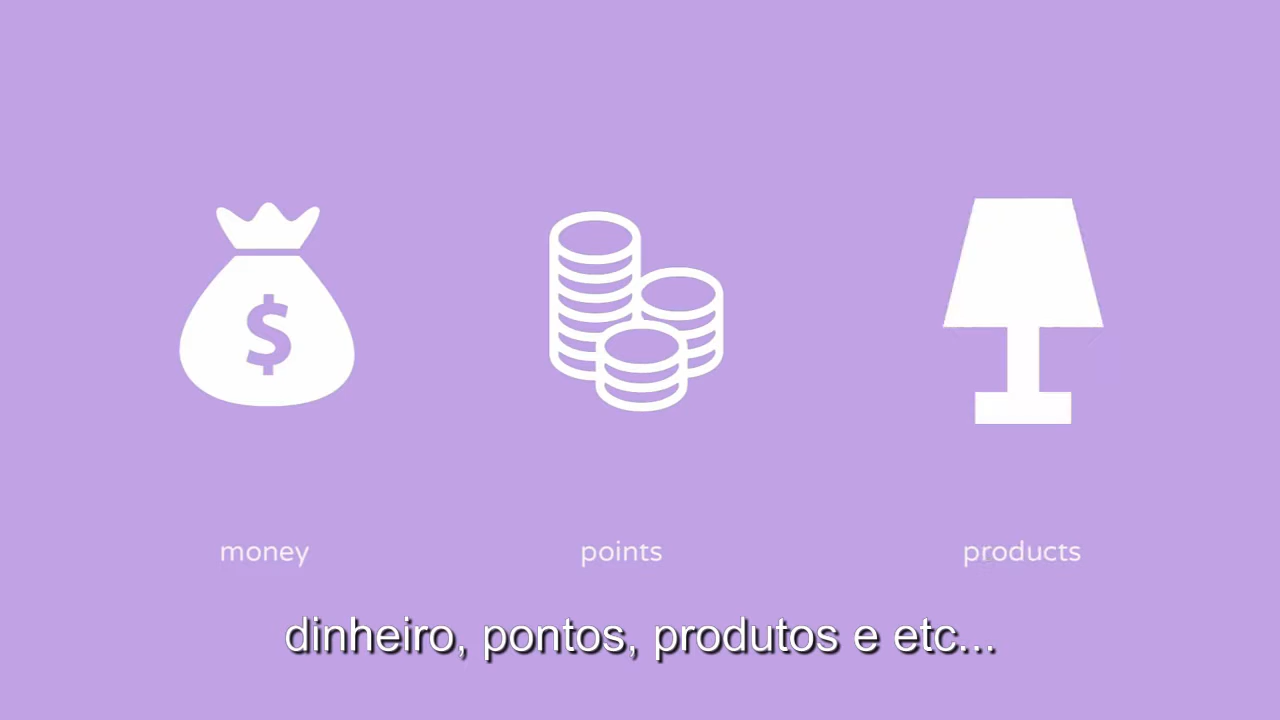 $
money
points
products
dinheiro, pontos, produtos e etc...